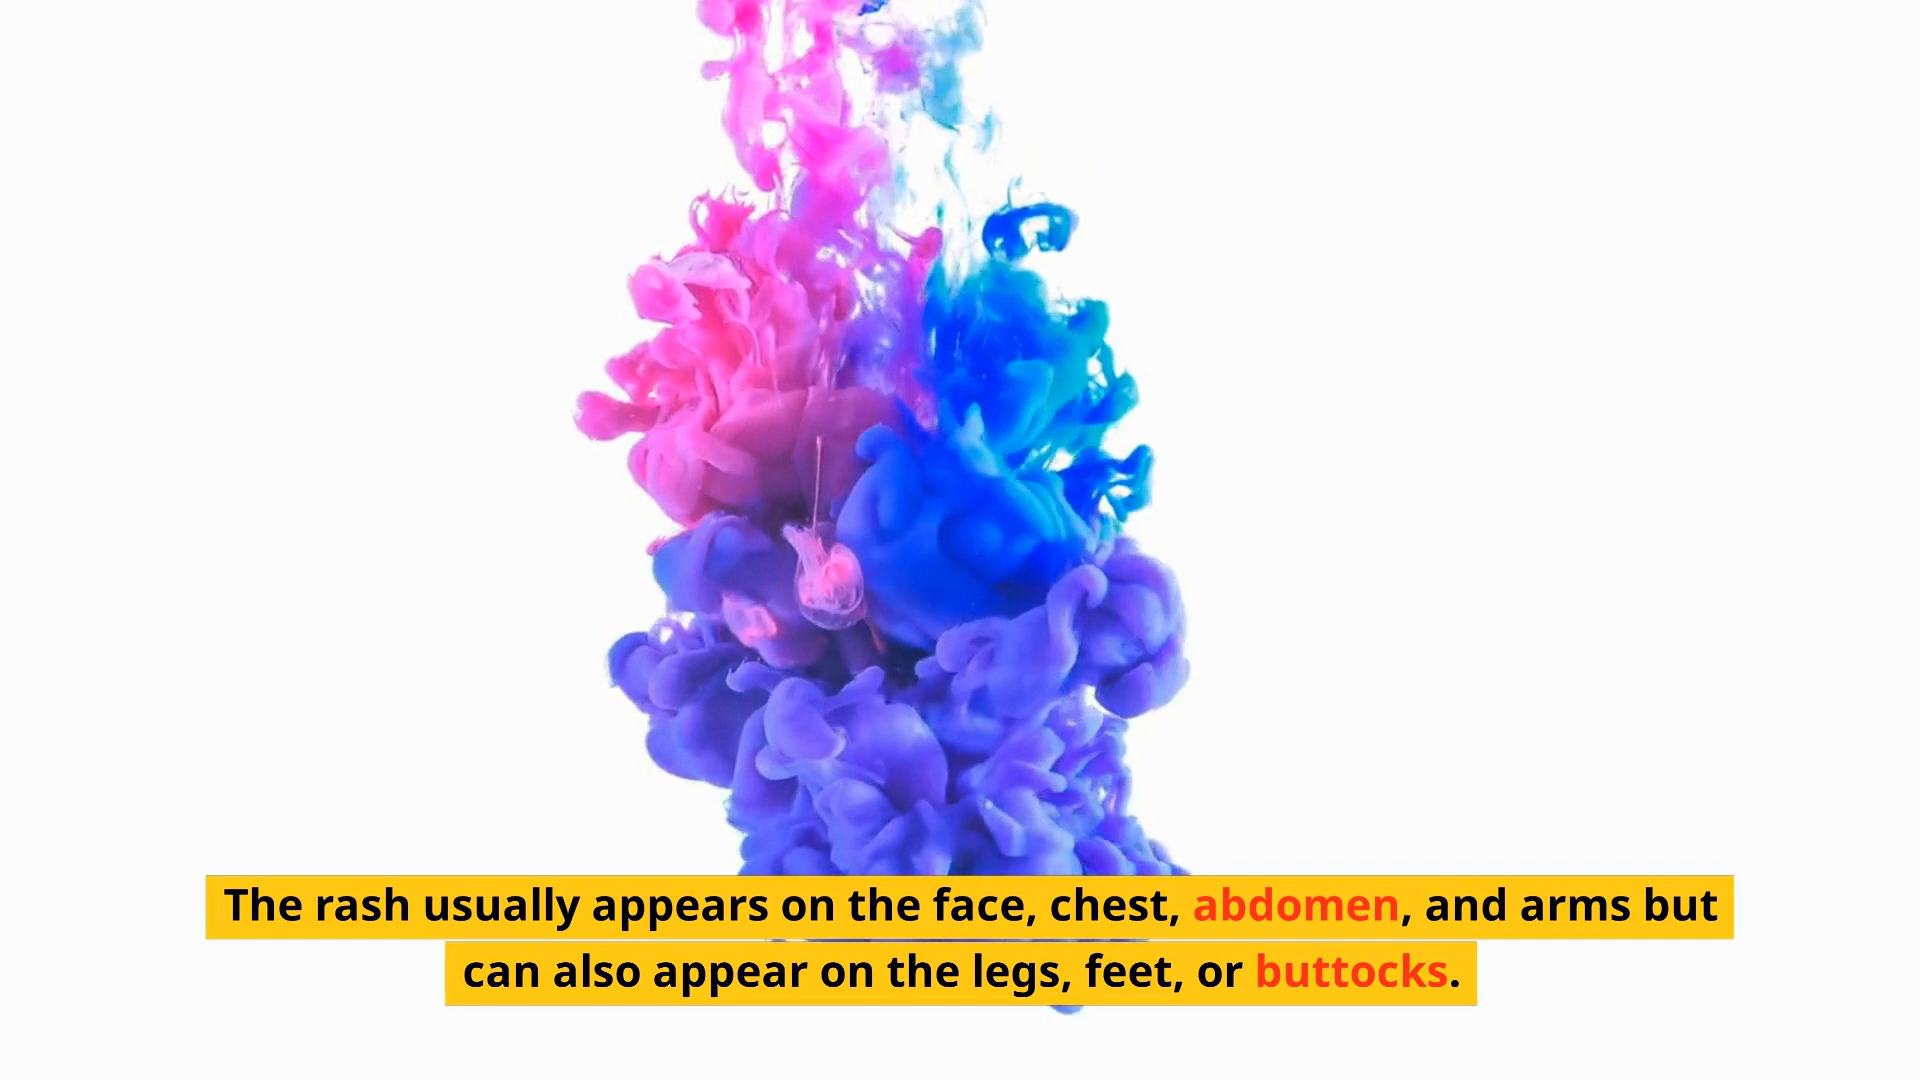 The rash usually appears on the face, chest, abdomen, and arms but
can also appear on the legs, feet, or buttocks.